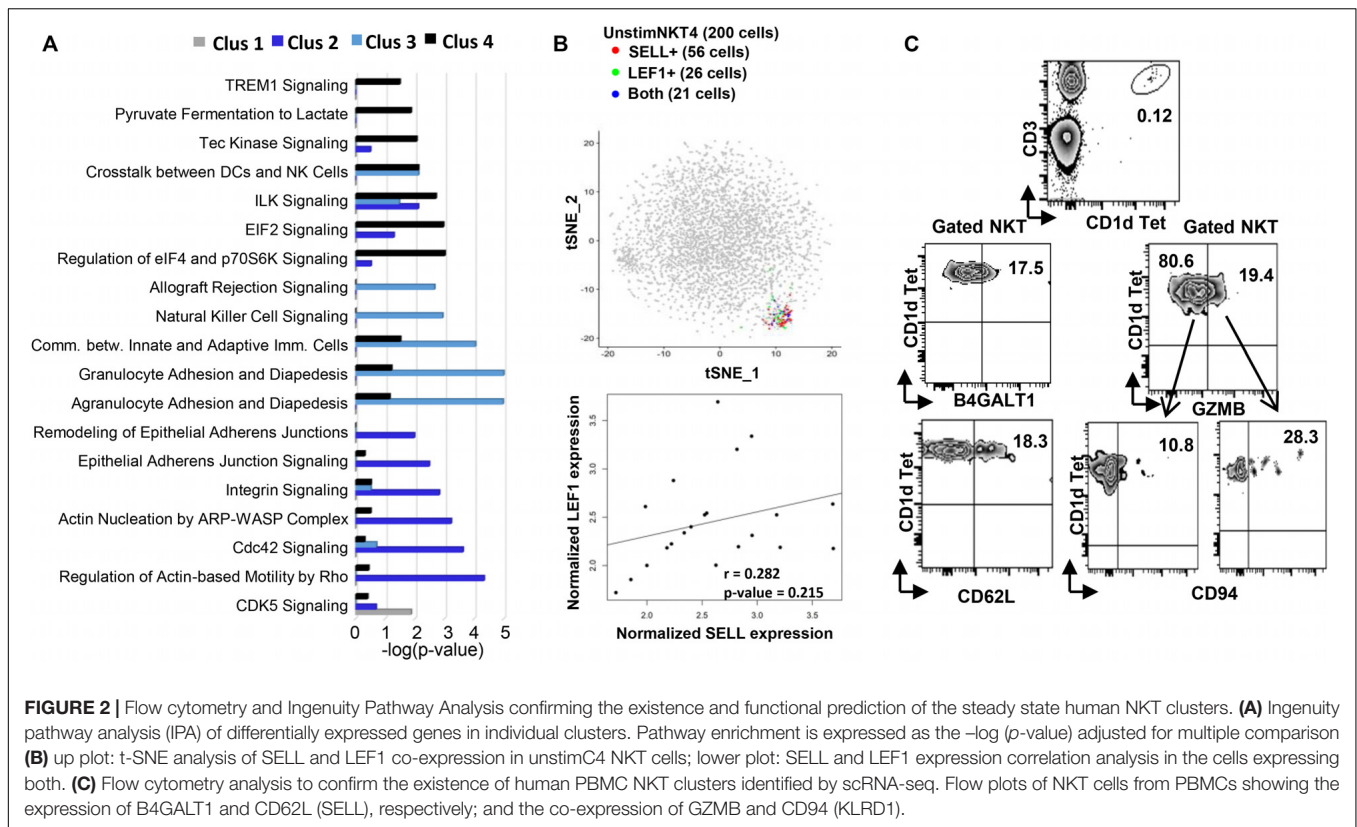 A
Clus 1 Clus 2 Clus 3 Clus 4
TREM1 Signaling
Pyruvate Fermentation to Lactate
Tec Kinase Signaling
Crosstalk between DCs and NK Cells
ILK Signaling
EIF2 Signaling
Regulation of eIF4 and p70S6K Signaling
Allograft Rejection Signaling
Natural Killer Cell Signaling
Comm. betw. Innate and Adaptive Imm. Cells
Granulocyte Adhesion and Diapedesis
Agranulocyte Adhesion and Diapedesis
Remodeling of Epithelial Adherens Junctions
Epithelial Adherens Junction Signaling
Integrin Signaling
Actin Nucleation by ARP-WASP Complex
Cdc42 Signaling
Regulation of Actin-based Motility by Rho
CDK5 Signaling
0 1 2 3 4 5
-log(p-value)
B
UnstimNKT4 (200 cells)
SELL+ (56 cells)
LEF1+ (26 cells)
Both (21 cells)
tSNE_2
20
10
0
-10
-20
-20 -10 0 10 20
tSNE_1
Normalized LEF1 expression
3.5
3.0
2.5
2.0
r = 0.282
p-value = 0.215
2.0 2.5 3.0 3.5
Normalized SELL expression
C
CD3
0.12
CD1d Tet
Gated NKT
CD1d Tet
17.5
B4GALT1
Gated NKT
CD1d Tet
80.6
19.4
GZMB
CD1d Tet
18.3
CD62L
CD1d Tet
10.8
28.3
CD94
FIGURE 2 | Flow cytometry and Ingenuity Pathway Analysis confirming the existence and functional prediction of the steady state human NKT clusters. (A) Ingenuity
pathway analysis (IPA) of differentially expressed genes in individual clusters. Pathway enrichment is expressed as the –log (p-value) adjusted for multiple comparison
(B) up plot: t-SNE analysis of SELL and LEF1 co-expression in unstimC4 NKT cells; lower plot: SELL and LEF1 expression correlation analysis in the cells expressing
both. (C) Flow cytometry analysis to confirm the existence of human PBMC NKT clusters identified by scRNA-seq. Flow plots of NKT cells from PBMCs showing the
expression of B4GALT1 and CD62L (SELL), respectively; and the co-expression of GZMB and CD94 (KLRD1).